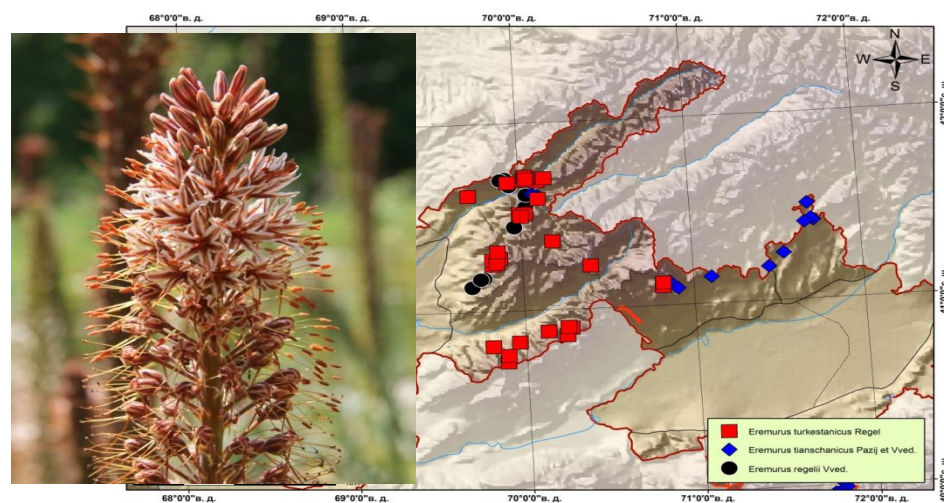 68°0'0"в. д. 69°0'0"в. д. 70°0'0"в. д. 71°0'0"в. д. 72°0'0"в. д.
N
W E
S
Eremurus turkestanicus Regel
Eremurus tianschanicus Pazij et Vved.
Eremurus regelii Vved.
68°0'0"в. д. 69°0'0"в. д. 70°0'0"в. д. 71°0'0"в. д. 72°0'0"в. д.